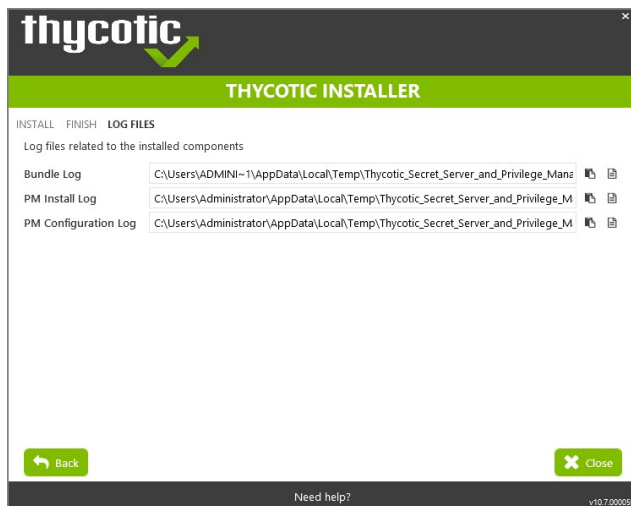 thycotic
THYCOTIC INSTALLER
INSTALL FINISH LOG FILES
Log files related to the installed components
Bundle Log C:\Users\ADMINI~1\AppData\Local\Temp\Thycotic_Secret_Server_and_Privilege_Mana
PM Install Log C:\Users\Administrator\AppData\Local\Temp\Thycotic_Secret_Server_and_Privilege_M
PM Configuration Log C:\Users\Administrator\AppData\Local\Temp\Thycotic_Secret_Server_and_Privilege_M
Back Close
Need help?
v10.7.00005